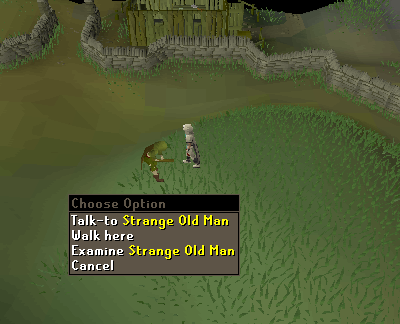 Choose Option
Talk-to Strange Old Man
Walk here
Examine Strange Old Man
Cancel